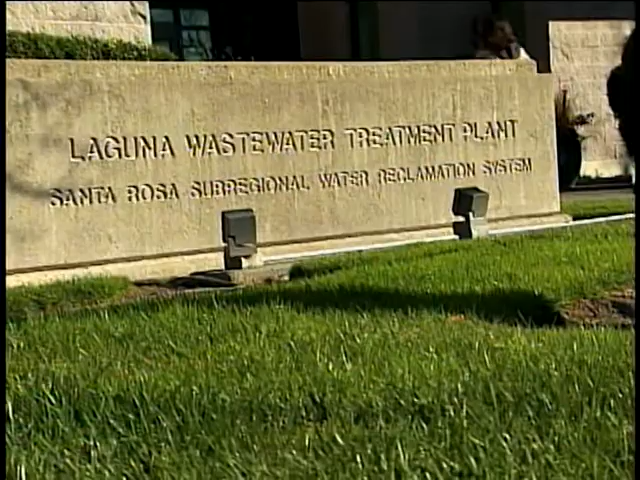 LAGUNA WASTEWATER TREATMENT PLANT
SANTA ROSA SUBREGIONAL WATER RECLAMATION SYSTEM